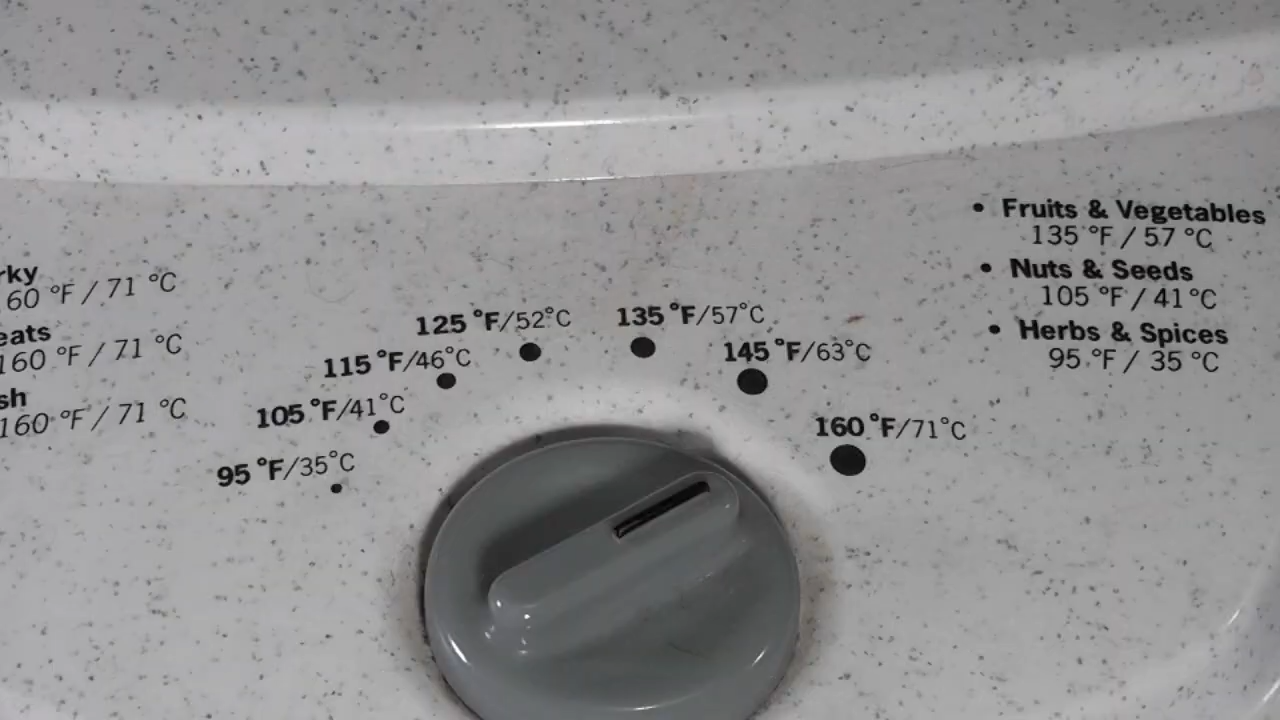 rky
60 °F / 71 °C
eats
160 °F / 71 °C
sh
160 °F / 71 °C
95 °F/35°C
105 °F/41°C
115 °F/46°C
125 °F/52°C
135 °F/57°C
145 °F/63°C
160 °F/71°C
• Fruits & Vegetables
135 °F / 57 °C
• Nuts & Seeds
105 °F / 41°C
• Herbs & Spices
95 °F / 35 °C